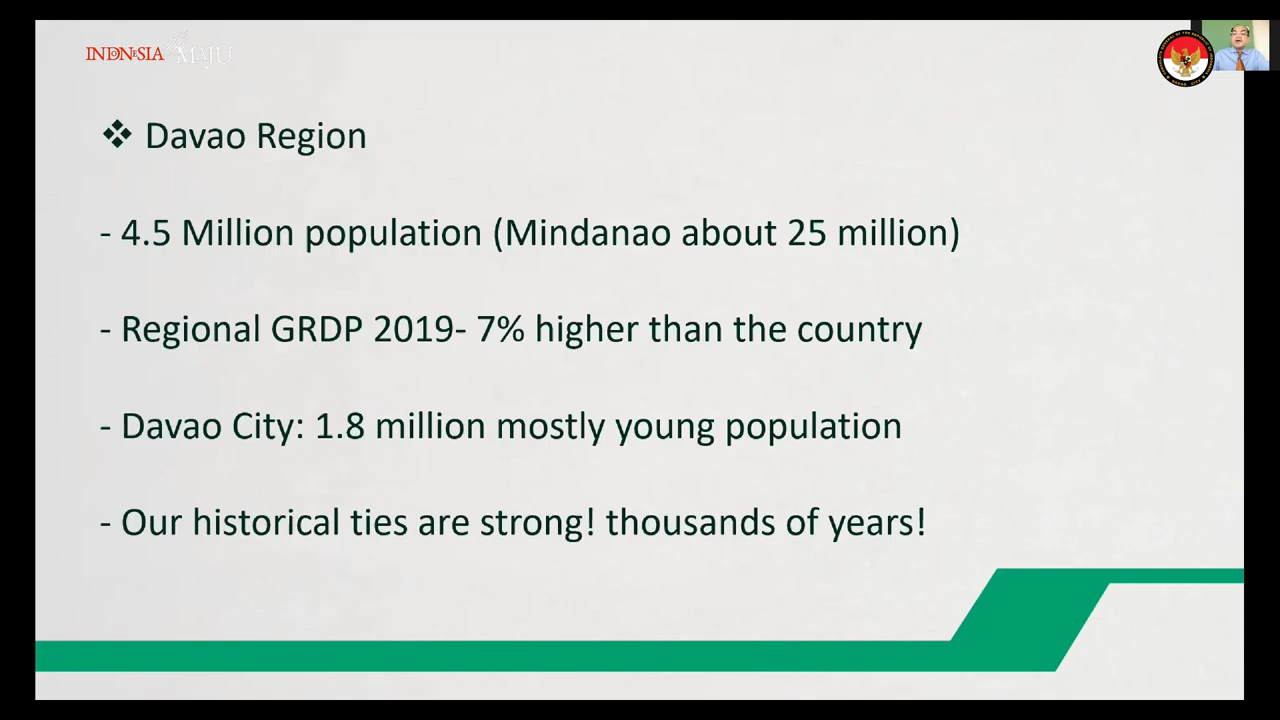 INDONESIA MAJU
❖ Davao Region
- 4.5 Million population (Mindanao about 25 million)
- Regional GRDP 2019- 7% higher than the country
- Davao City: 1.8 million mostly young population
- Our historical ties are strong! thousands of years!